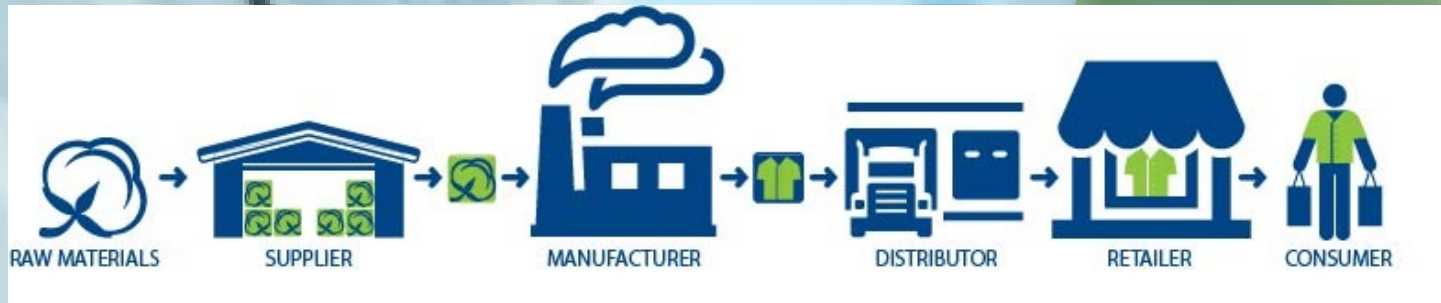 RAW MATERIALS
SUPPLIER
MANUFACTURER
DISTRIBUTOR
RETAILER
CONSUMER